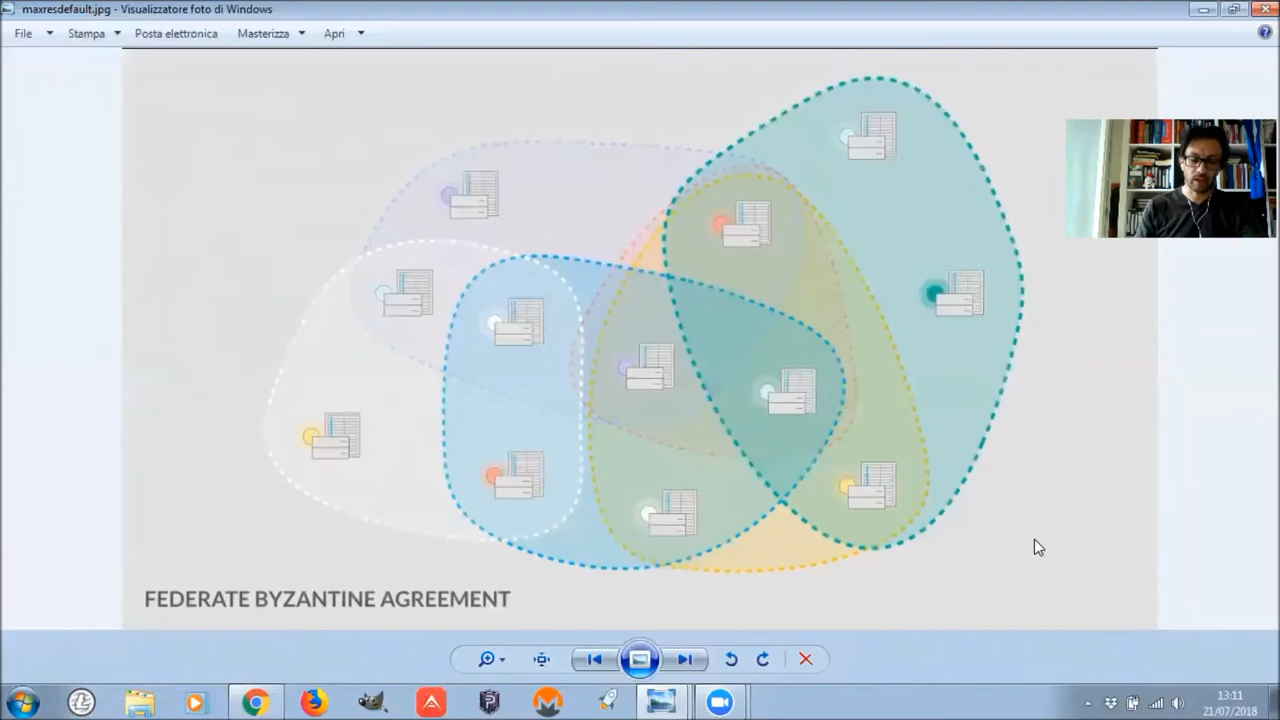 maxresdefault.jpg - Visualizzatore foto di Windows
File Stampa Posta elettronica Masterizza Apri
FEDERATE BYZANTINE AGREEMENT
13:11
21/07/2018